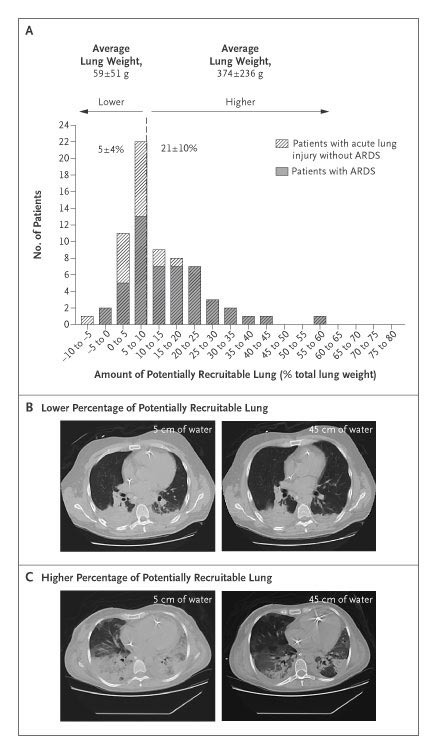 A
Average
Lung Weight,
59±51 g
Average
Lung Weight,
374±236 g
Lower
Higher
24
22
20
18
16
14
12
10
8
6
4
2
0
5±4%
21±10%
Patients with acute lung
injury without ARDS
Patients with ARDS
No. of Patients
−10 to −5
−5 to 0
0 to 5
5 to 10
10 to 15
15 to 20
20 to 25
25 to 30
30 to 35
35 to 40
40 to 45
45 to 50
50 to 55
55 to 60
60 to 65
65 to 70
70 to 75
75 to 80
Amount of Potentially Recruitable Lung (% total lung weight)
B Lower Percentage of Potentially Recruitable Lung
5 cm of water
45 cm of water
C Higher Percentage of Potentially Recruitable Lung
5 cm of water
45 cm of water